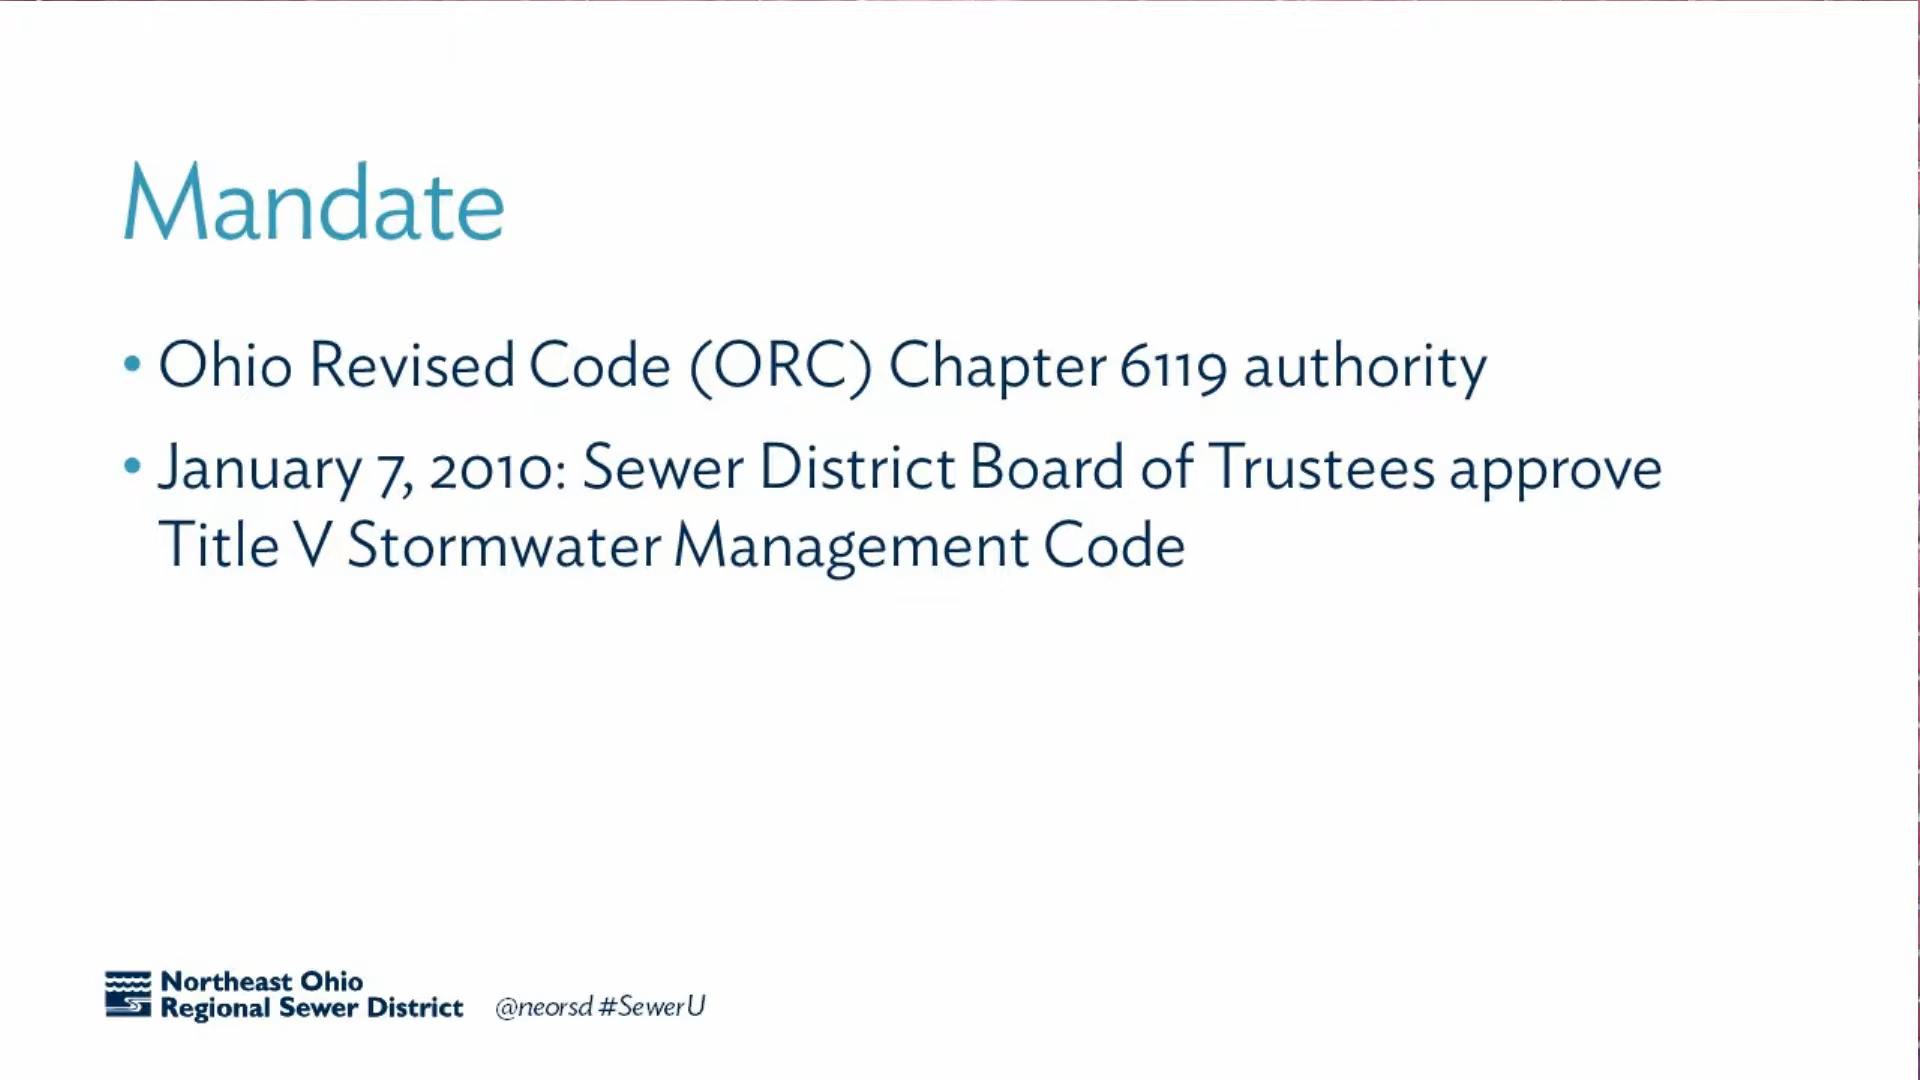 Mandate
• Ohio Revised Code (ORC) Chapter 6119 authority
• January 7, 2010: Sewer District Board of Trustees approve
Title V Stormwater Management Code
Northeast Ohio
Regional Sewer District @neorsd #SewerU